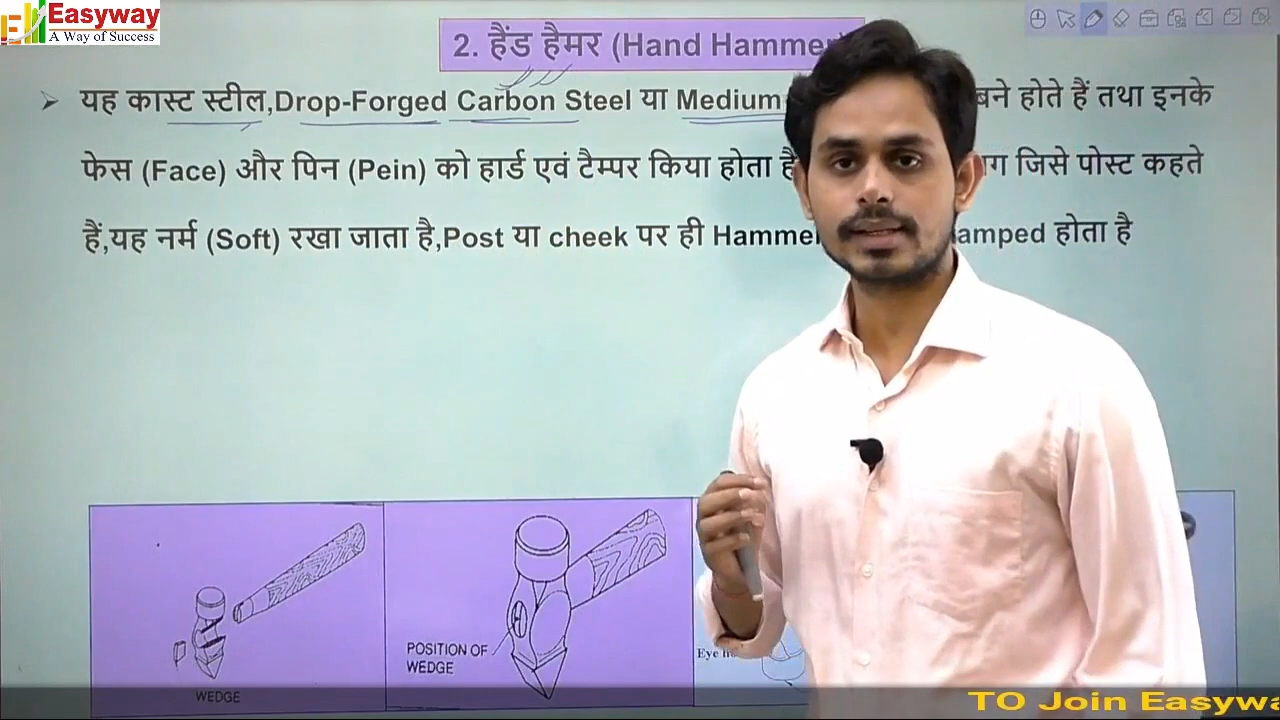 Easyway
A Way of Success
2. हैंड हैमर (Hand Hammer)
यह कास्ट स्टील,Drop-Forged Carbon Steel या Medium बने होते हैं तथा इनके
फेस (Face) और पिन (Pein) को हार्ड एवं टैम्पर किया होता है जिसे पोस्ट कहते
हैं,यह नर्म (Soft) रखा जाता है,Post या cheek पर ही Hammer होता है
POSITION OF
WEDGE
Eye
WEDGE
TO Join Easywa